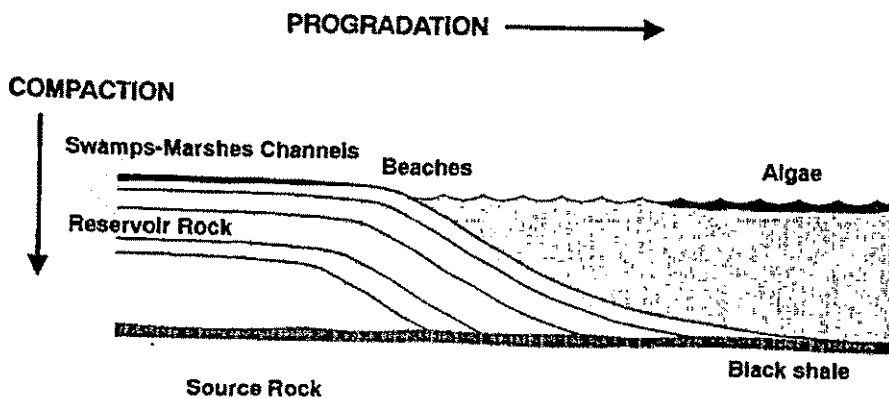 PROGRADATION
COMPACTION
Swamps-Marshes Channels
Beaches
Algae
Reservoir Rock
Black shale
Source Rock